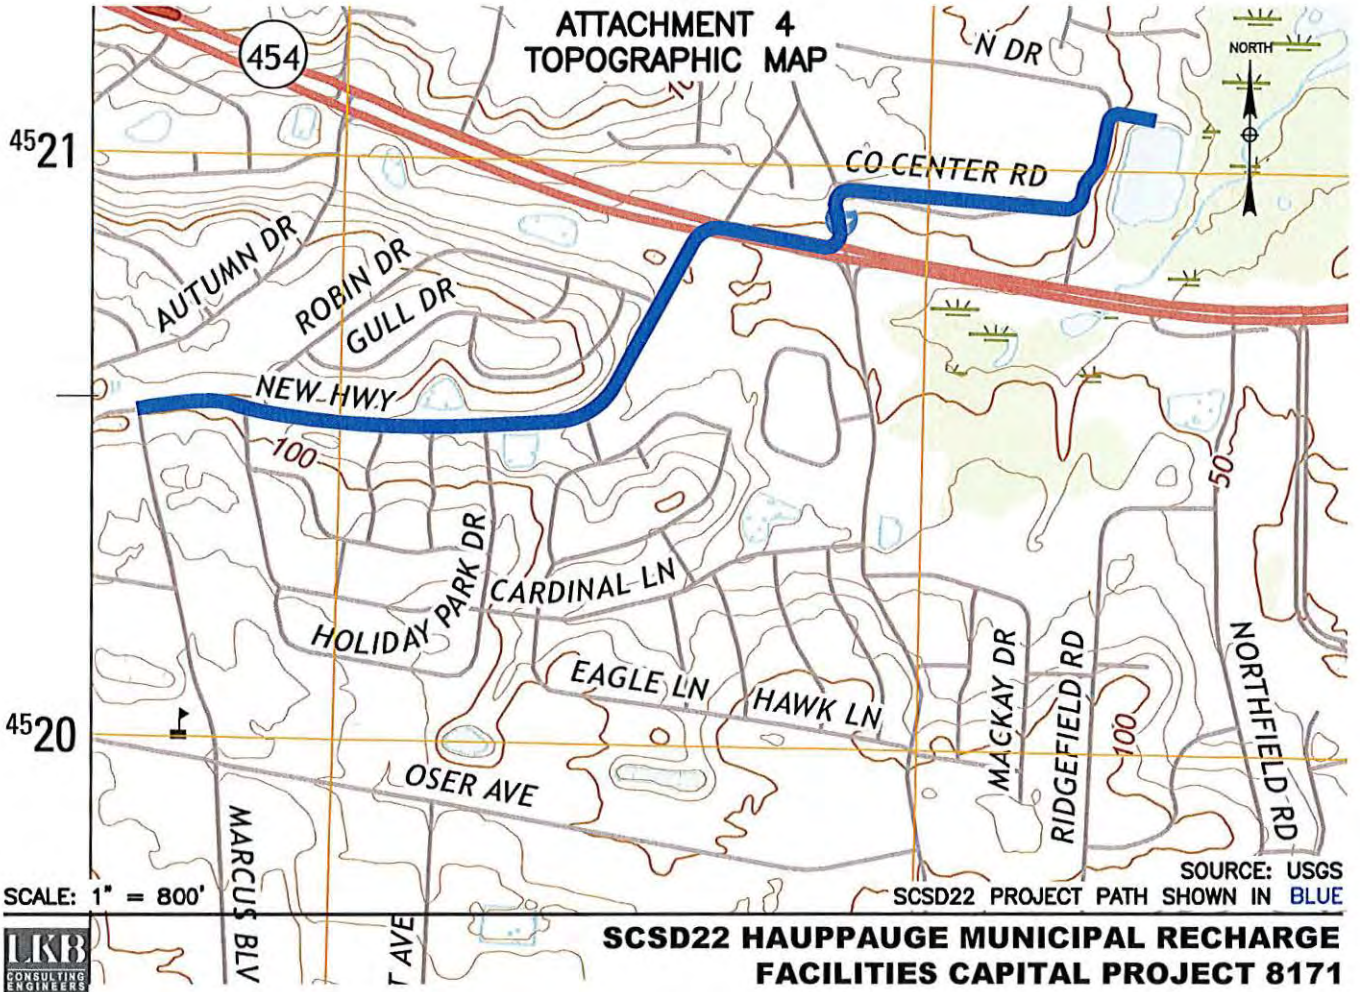 ATTACHMENT 4
TOPOGRAPHIC MAP
454
N DR
NORTH
4521
CO CENTER RD
AUTUMN DR
ROBIN DR
GULL DR
NEW HWY
100
50
PARK DR
CARDINAL LN
HOLIDAY
EAGLE LN
HAWK LN
MACKAY DR
RIDGEFIELD RD
100
NORTHFIELD RD
4520
OSER AVE
MARCUS BLV
T AVE
SOURCE: USGS
SCALE: 1" = 800'
SCSD22 PROJECT PATH SHOWN IN BLUE
LKB
CONSULTING
ENGINEERS
SCSD22 HAUPPAUGE MUNICIPAL RECHARGE
FACILITIES CAPITAL PROJECT 8171